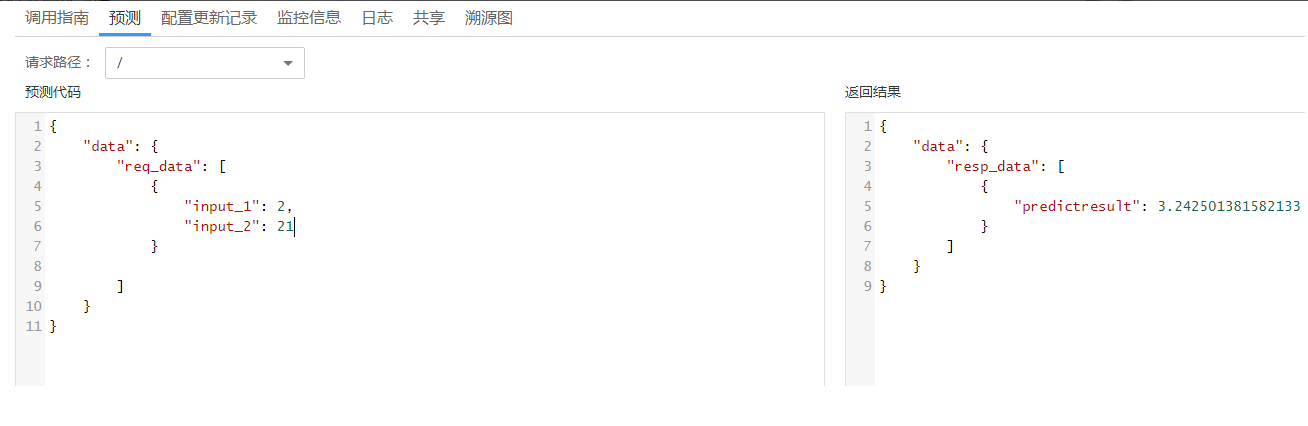 调用指南 预测 配置更新记录 监控信息 日志 共享 溯源图
请求路径： /
预测代码
1 {
2     "data": {
3         "req_data": [
4             {
5                 "input_1": 2,
6                 "input_2": 21
7             }
8
9         ]
10     }
11 }
返回结果
1 {
2     "data": {
3         "resp_data": [
4             {
5                 "predictresult": 3.242501381582133
6             }
7         ]
8     }
9 }